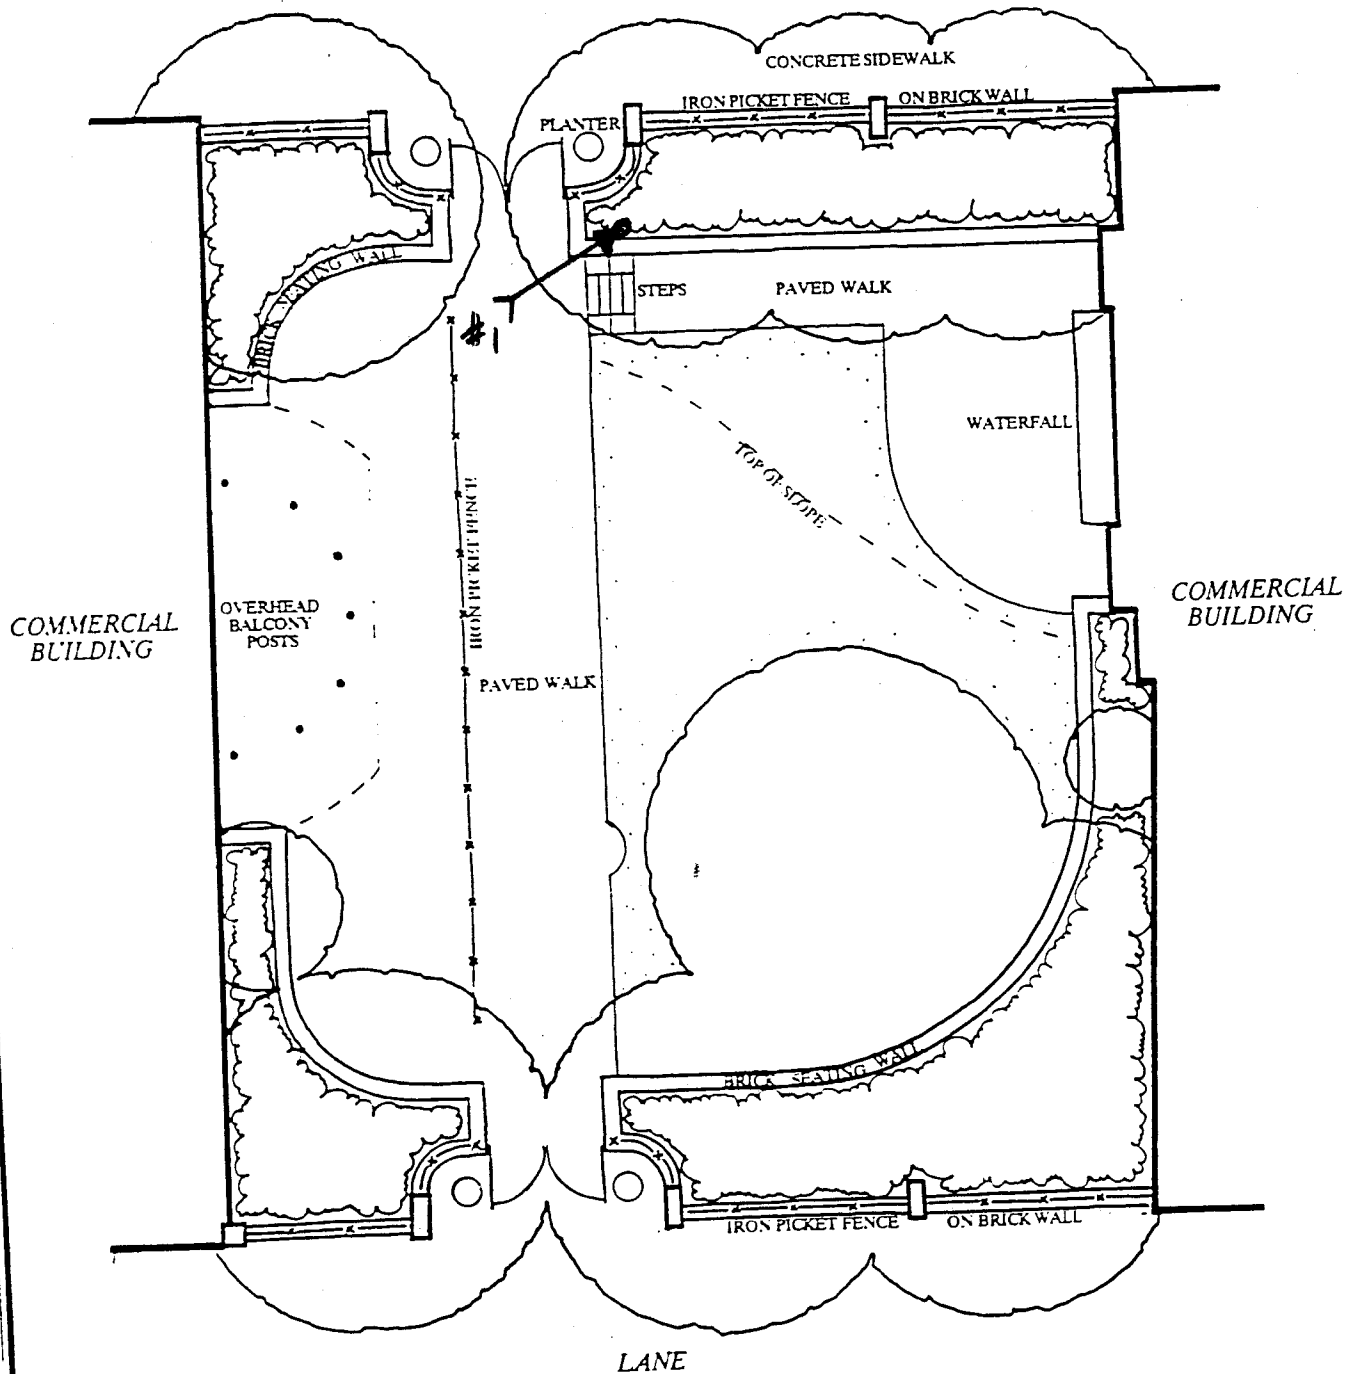 CONCRETE SIDEWALK
IRON PICKET FENCE
ON BRICK WALL
PLANTER
BRICK SEATING WALL
STEPS
PAVED WALK
#1
WATERFALL
TOP OF SLOPE
IRON PICKET FENCE
COMMERCIAL
BUILDING
OVERHEAD
BALCONY
POSTS
COMMERCIAL
BUILDING
PAVED WALK
BRICK SEATING WALL
IRON PICKET FENCE
ON BRICK WALL
LANE